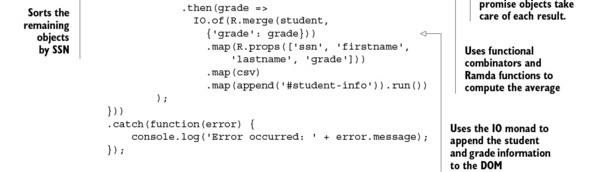 promise objects take
care of each result.
Sorts the
remaining
objects
by SSN
.then(grade =>
IO.of(R.merge(student,
{'grade': grade}))
.map(R.props(['ssn', 'firstname',
'lastname', 'grade']))
.map(csv)
.map(append('#student-info')).run())
);
}))
.catch(function(error) {
console.log('Error occurred: ' + error.message);
});
Uses functional
combinators and
Ramda functions to
compute the average
Uses the IO monad to
append the student
and grade information
to the DOM